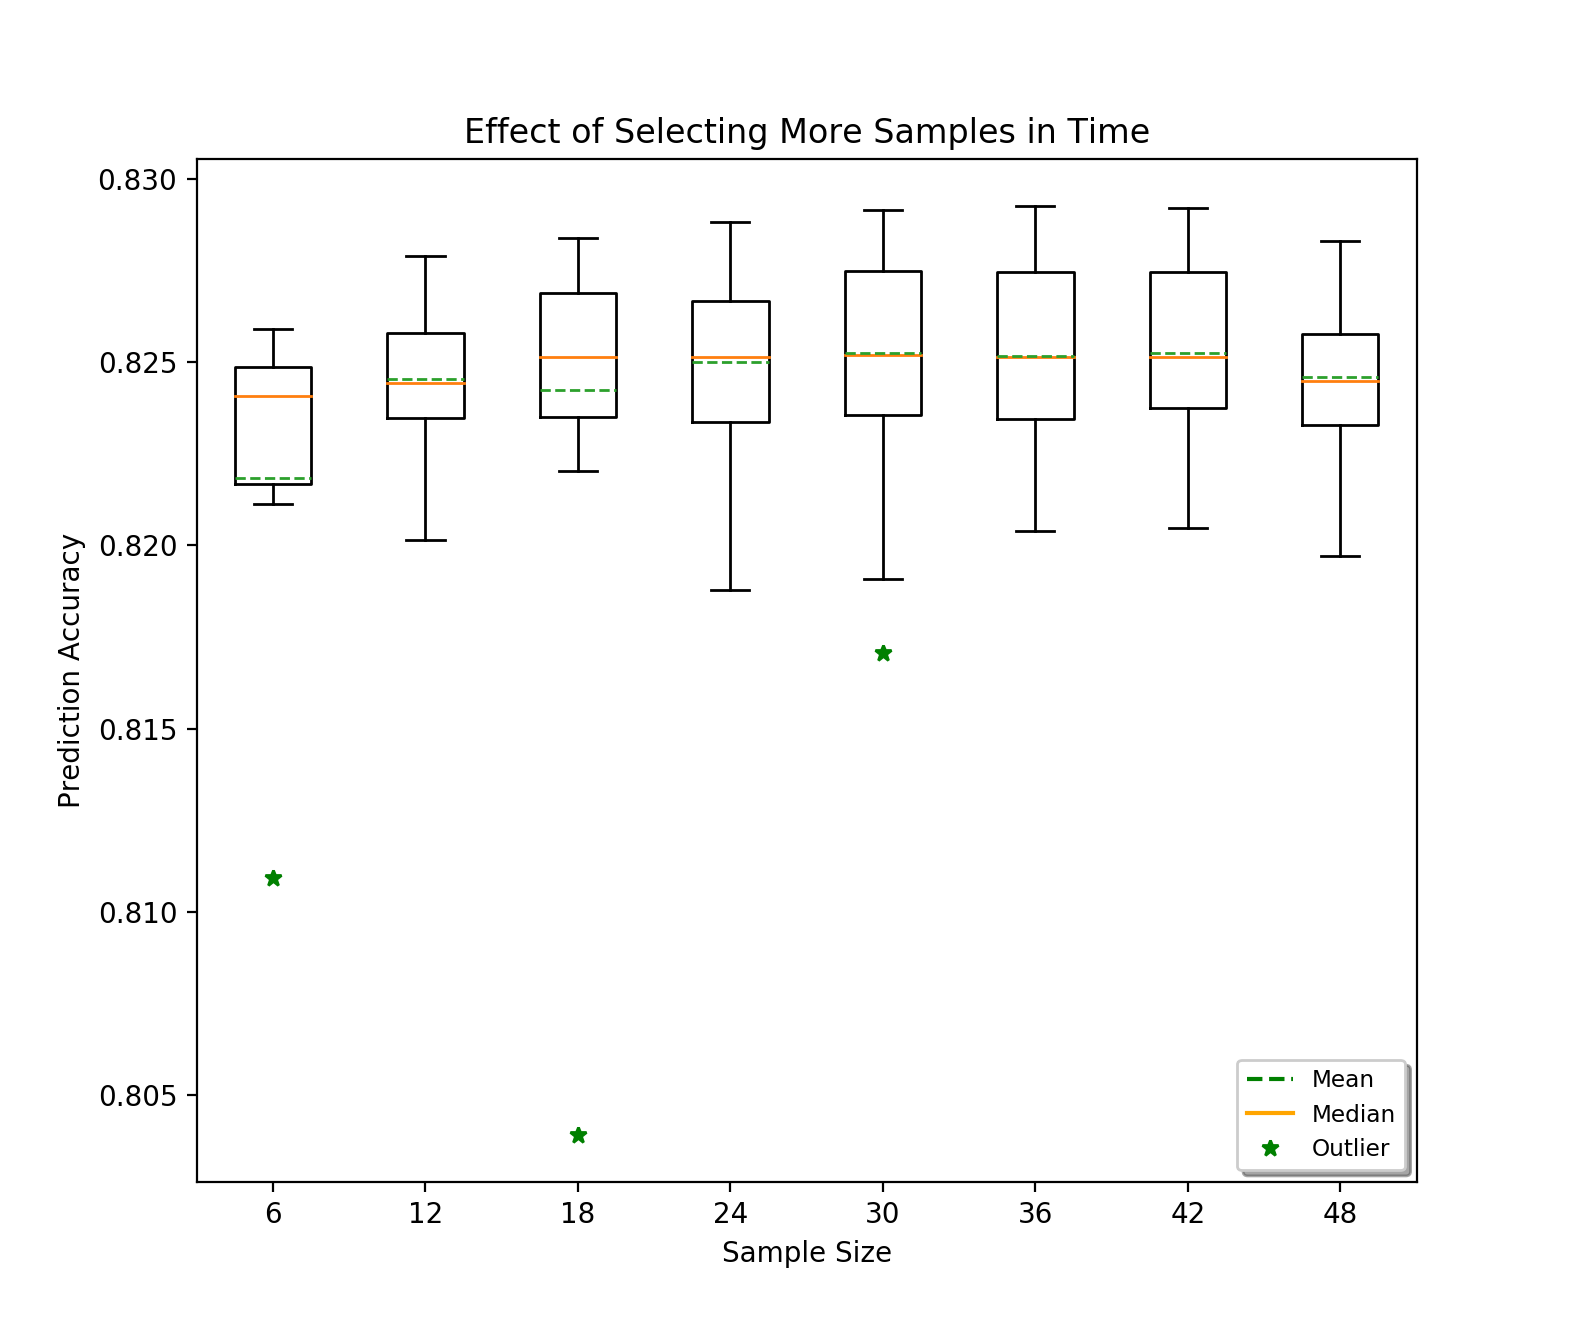 Effect of Selecting More Samples in Time
0.830
0.825
0.820
0.815
0.810
0.805
Prediction Accuracy
Mean
Median
Outlier
6 12 18 24 30 36 42 48
Sample Size